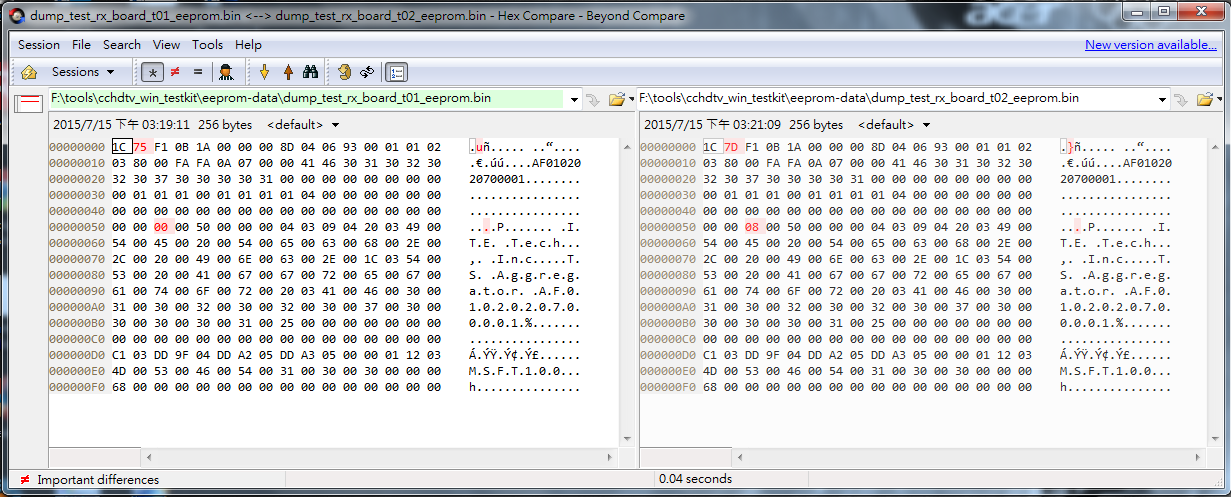 dump_test_rx_board_t01_eeprom.bin <--> dump_test_rx_board_t02_eeprom.bin - Hex Compare - Beyond Compare
Session File Search View Tools Help New version available...
Sessions
F:\tools\cchdtv_win_testkit\eeprom-data\dump_test_rx_board_t01_eeprom.bin
2015/7/15 下午 03:19:11 256 bytes <default>
00000000 1C 75 F1 0B 1A 00 00 00 8D 04 06 93 00 01 01 02 .uñ..... ..“....
00000010 03 80 00 FA FA 0A 07 00 00 41 46 30 31 30 32 30 .€.úú....AF01020
00000020 32 30 37 30 30 30 30 31 00 00 00 00 00 00 00 00 20700001........
00000030 00 01 01 01 01 01 01 01 04 00 00 00 00 00 00 00 ................
00000040 00 00 00 00 00 00 00 00 00 00 00 00 00 00 00 00 ................
00000050 00 00 00 00 50 00 00 00 00 04 03 09 04 20 03 49 00 ....P....... .I.
00000060 54 00 45 00 20 00 54 00 65 00 63 00 68 00 2E 00 T.E. .T.e.c.h...
00000070 2C 00 20 00 49 00 6E 00 63 00 2E 00 1C 03 54 00 ,. .I.n.c.....T.
00000080 53 00 20 00 41 00 67 00 67 00 72 00 65 00 67 00 S. .A.g.g.r.e.g.
00000090 61 00 74 00 6F 00 72 00 20 03 41 00 46 00 30 00 a.t.o.r. .A.F.0.
000000A0 31 00 30 00 32 00 30 00 32 00 30 00 37 00 30 00 1.0.2.0.2.0.7.0.
000000B0 30 00 30 00 30 00 31 00 25 00 00 00 00 00 00 00 0.0.0.1.%.......
000000C0 00 00 00 00 00 00 00 00 00 00 00 00 00 00 00 00 ................
000000D0 C1 03 DD 9F 04 DD A2 05 DD A3 05 00 00 01 12 03 Á.ÝŸ.Ý¢.Ý£......
000000E0 4D 00 53 00 46 00 54 00 31 00 30 00 30 00 00 00 M.S.F.T.1.0.0...
000000F0 68 00 00 00 00 00 00 00 00 00 00 00 00 00 00 00 h...............
F:\tools\cchdtv_win_testkit\eeprom-data\dump_test_rx_board_t02_eeprom.bin
2015/7/15 下午 03:21:09 256 bytes <default>
00000000 1C 7D F1 0B 1A 00 00 00 8D 04 06 93 00 01 01 02 .}ñ..... ..“....
00000010 03 80 00 FA FA 0A 07 00 00 41 46 30 31 30 32 30 .€.úú....AF01020
00000020 32 30 37 30 30 30 30 31 00 00 00 00 00 00 00 00 20700001........
00000030 00 01 01 01 01 01 01 01 04 00 00 00 00 00 00 00 ................
00000040 00 00 00 00 00 00 00 00 00 00 00 00 00 00 00 00 ................
00000050 00 00 08 00 50 00 00 00 00 04 03 09 04 20 03 49 00 ....P....... .I.
00000060 54 00 45 00 20 00 54 00 65 00 63 00 68 00 2E 00 T.E. .T.e.c.h...
00000070 2C 00 20 00 49 00 6E 00 63 00 2E 00 1C 03 54 00 ,. .I.n.c.....T.
00000080 53 00 20 00 41 00 67 00 67 00 72 00 65 00 67 00 S. .A.g.g.r.e.g.
00000090 61 00 74 00 6F 00 72 00 20 03 41 00 46 00 30 00 a.t.o.r. .A.F.0.
000000A0 31 00 30 00 32 00 30 00 32 00 30 00 37 00 30 00 1.0.2.0.2.0.7.0.
000000B0 30 00 30 00 30 00 31 00 25 00 00 00 00 00 00 00 0.0.0.1.%.......
000000C0 00 00 00 00 00 00 00 00 00 00 00 00 00 00 00 00 ................
000000D0 C1 03 DD 9F 04 DD A2 05 DD A3 05 00 00 01 12 03 Á.ÝŸ.Ý¢.Ý£......
000000E0 4D 00 53 00 46 00 54 00 31 00 30 00 30 00 00 00 M.S.F.T.1.0.0...
000000F0 68 00 00 00 00 00 00 00 00 00 00 00 00 00 00 00 h...............
Important differences 0.04 seconds